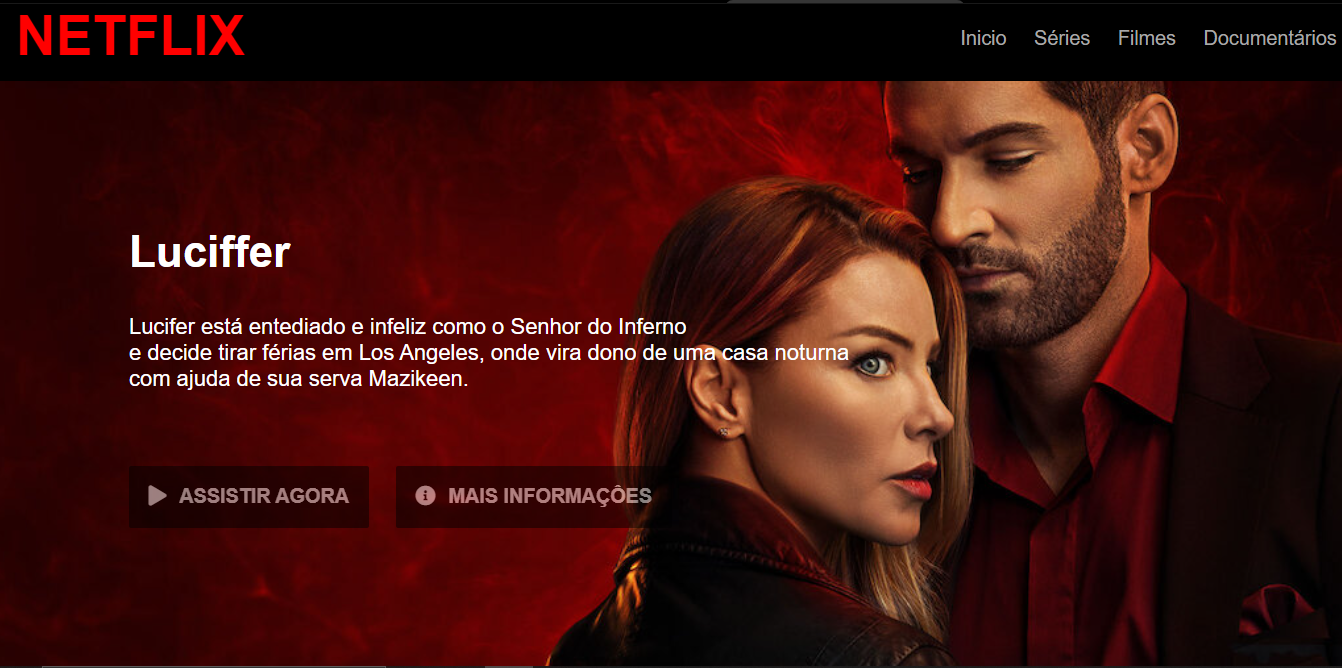 NETFLIX
Inicio Séries Filmes Documentários
Luciffer
Lucifer está entediado e infeliz como o Senhor do Inferno
e decide tirar férias em Los Angeles, onde vira dono de uma casa noturna
com ajuda de sua serva Mazikeen.
ASSISTIR AGORA
MAIS INFORMAÇÔES